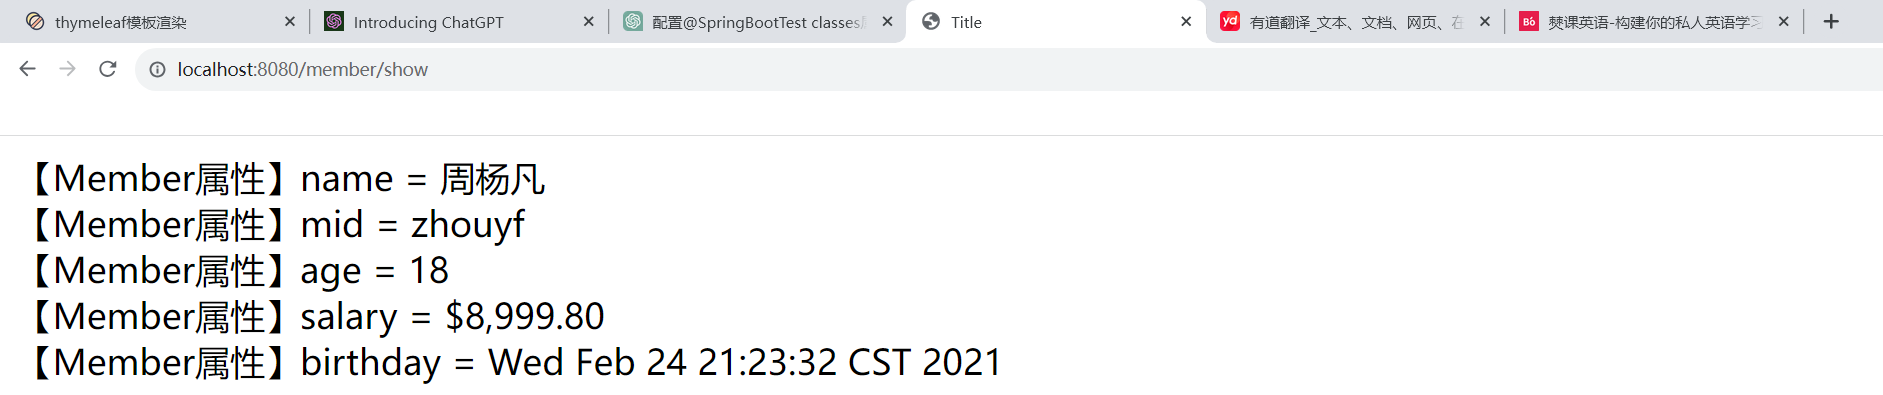 thymeleaf模板渲染
Introducing ChatGPT
配置@SpringBootTest classes
Title
有道翻译_文本、文档、网页、在
焚课英语-构建你的私人英语学习
localhost:8080/member/show
【Member属性】name = 周杨凡
【Member属性】mid = zhouyf
【Member属性】age = 18
【Member属性】salary = $8,999.80
【Member属性】birthday = Wed Feb 24 21:23:32 CST 2021